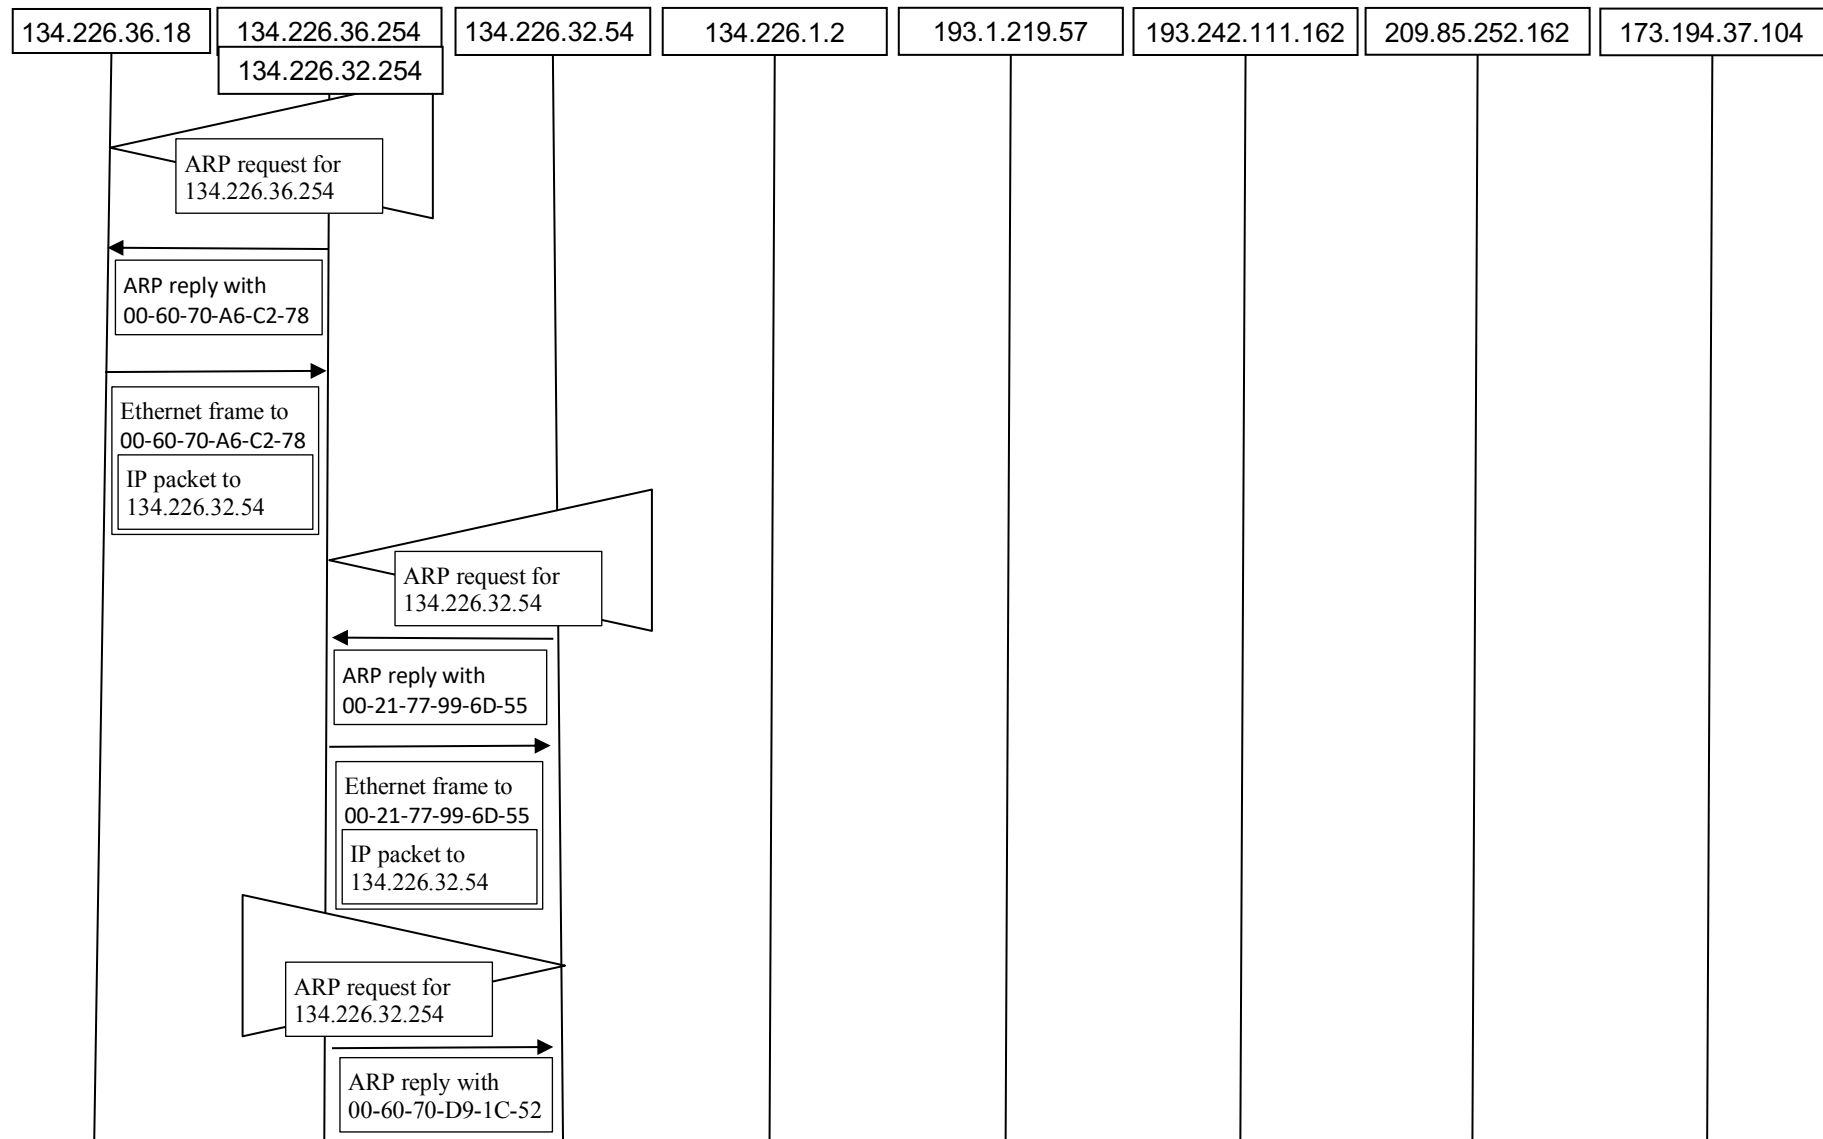 134.226.36.18
134.226.36.254
134.226.32.54
134.226.1.2
193.1.219.57
193.242.111.162
209.85.252.162
173.194.37.104
134.226.32.254
ARP request for
134.226.36.254
ARP reply with
00-60-70-A6-C2-78
Ethernet frame to
00-60-70-A6-C2-78
IP packet to
134.226.32.54
ARP request for
134.226.32.54
ARP reply with
00-21-77-99-6D-55
Ethernet frame to
00-21-77-99-6D-55
IP packet to
134.226.32.54
ARP request for
134.226.32.254
ARP reply with
00-60-70-D9-1C-52